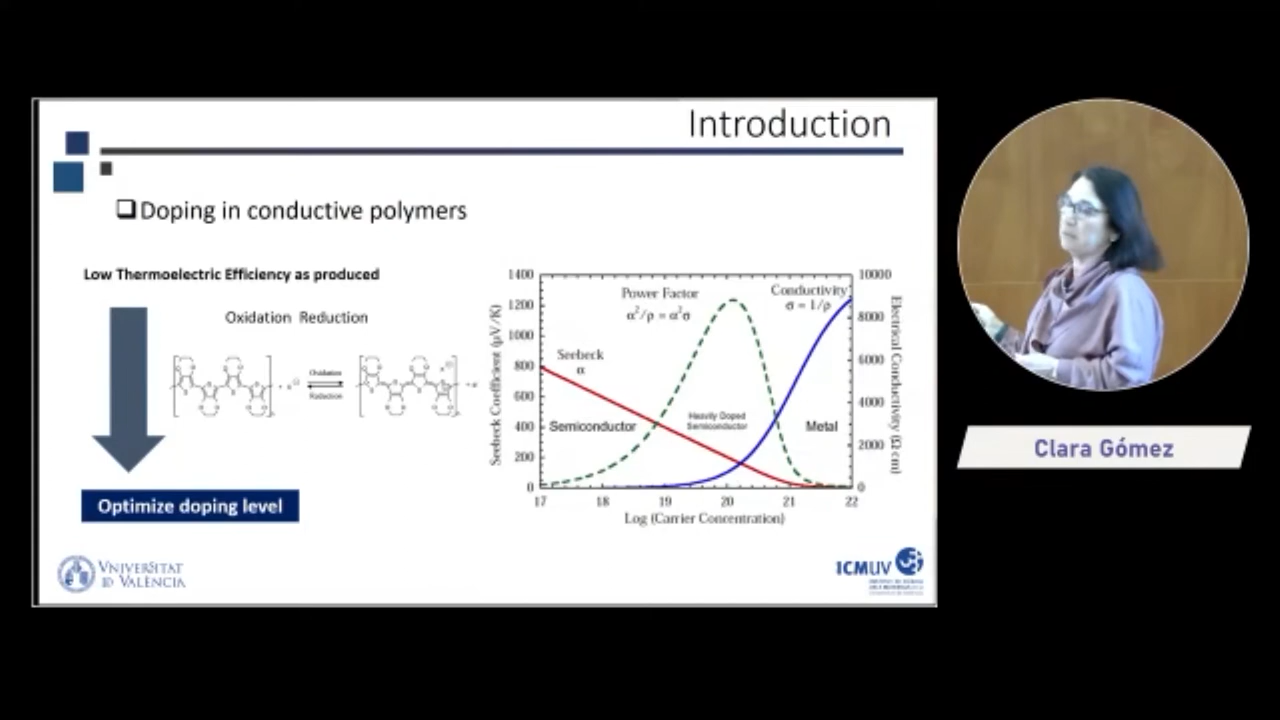 Introduction
Doping in conductive polymers
Low Thermoelectric Efficiency as produced
Oxidation Reduction
Oxidation
Reduction
Optimize doping level
1400
1200
1000
800
600
400
200
0
Seebeck Coefficient (μV/K)
Power Factor
α²/ρ = α²σ
Conductivity
σ = 1/ρ
Seebeck
α
Semiconductor
Heavily Doped
Semiconductor
Metal
10000
8000
6000
4000
2000
0
Electrical Conductivity (Ω cm)
17 18 19 20 21 22
Log (Carrier Concentration)
VNIVERSITAT
ID VALÈNCIA
ICMUV
Clara Gómez